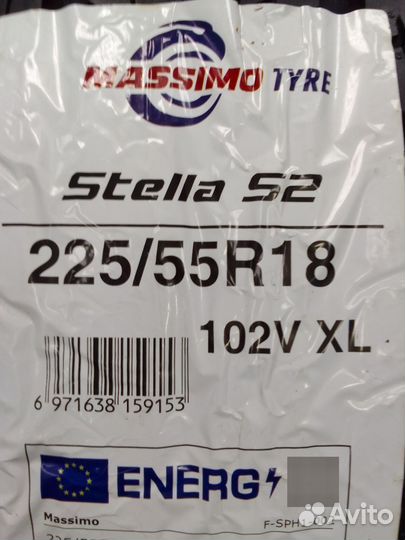 MASSIMO TYRE
Stella S2
225/55R18
102V XL
6 971638 159153
ENERG
Massimo
Avito